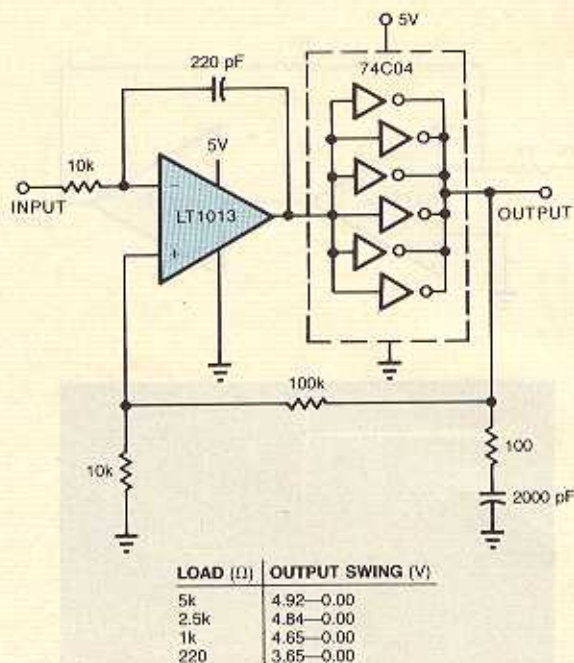 5V
74C04
220 pF
10k
5V
INPUT
−
LT1013
+
OUTPUT
100k
10k
100
2000 pF
LOAD (Ω) OUTPUT SWING (V)
5k 4.92—0.00
2.5k 4.84—0.00
1k 4.65—0.00
220 3.65—0.00